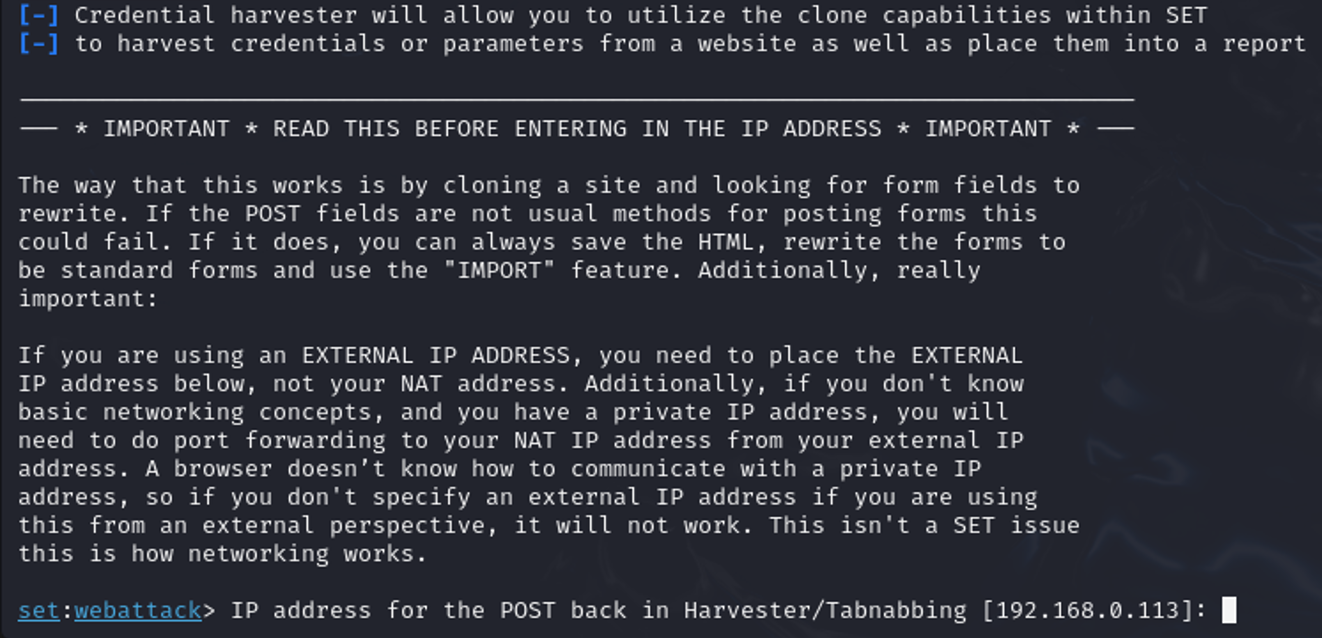 [-] Credential harvester will allow you to utilize the clone capabilities within SET
[-] to harvest credentials or parameters from a website as well as place them into a report
--- * IMPORTANT * READ THIS BEFORE ENTERING IN THE IP ADDRESS * IMPORTANT * ---
The way that this works is by cloning a site and looking for form fields to
rewrite. If the POST fields are not usual methods for posting forms this
could fail. If it does, you can always save the HTML, rewrite the forms to
be standard forms and use the "IMPORT" feature. Additionally, really
important:
If you are using an EXTERNAL IP ADDRESS, you need to place the EXTERNAL
IP address below, not your NAT address. Additionally, if you don't know
basic networking concepts, and you have a private IP address, you will
need to do port forwarding to your NAT IP address from your external IP
address. A browser doesn’t know how to communicate with a private IP
address, so if you don't specify an external IP address if you are using
this from an external perspective, it will not work. This isn't a SET issue
this is how networking works.
set:webattack> IP address for the POST back in Harvester/Tabnabbing [192.168.0.113]: